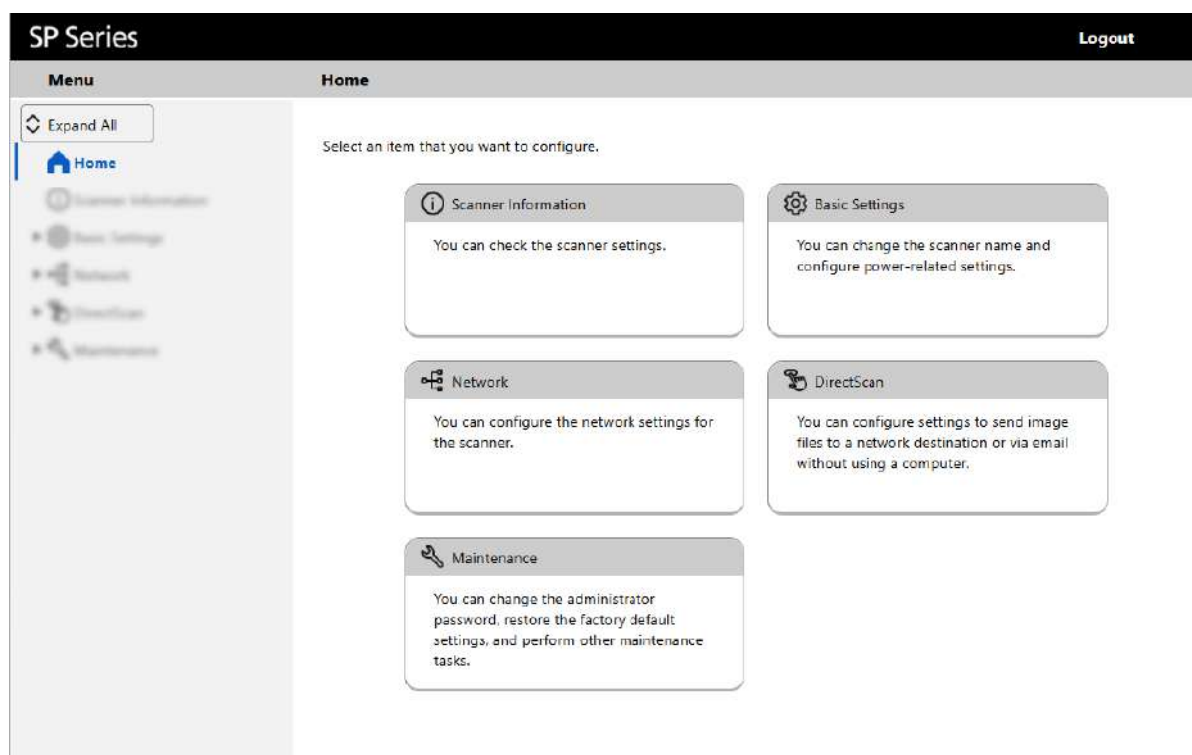 SP Series
Logout
Menu
Home
Expand All
Home
Select an item that you want to configure.
Scanner Information
You can check the scanner settings.
Basic Settings
You can change the scanner name and
configure power-related settings.
Network
You can configure the network settings for
the scanner.
DirectScan
You can configure settings to send image
files to a network destination or via email
without using a computer.
Maintenance
You can change the administrator
password, restore the factory default
settings, and perform other maintenance
tasks.